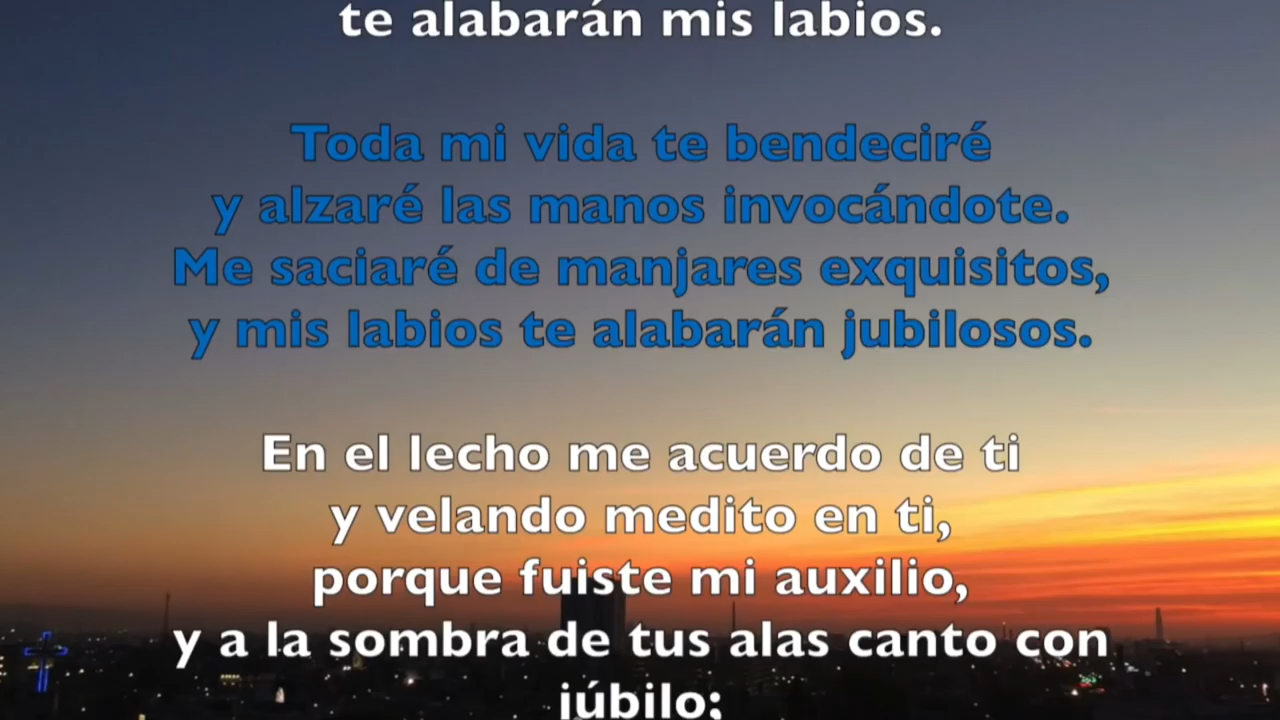 te alabarán mis labios.
Toda mi vida te bendeciré
y alzaré las manos invocándote.
Me saciaré de manjares exquisitos,
y mis labios te alabarán jubilosos.
En el lecho me acuerdo de ti
y velando medito en ti,
porque fuiste mi auxilio,
y a la sombra de tus alas canto con
júbilo;